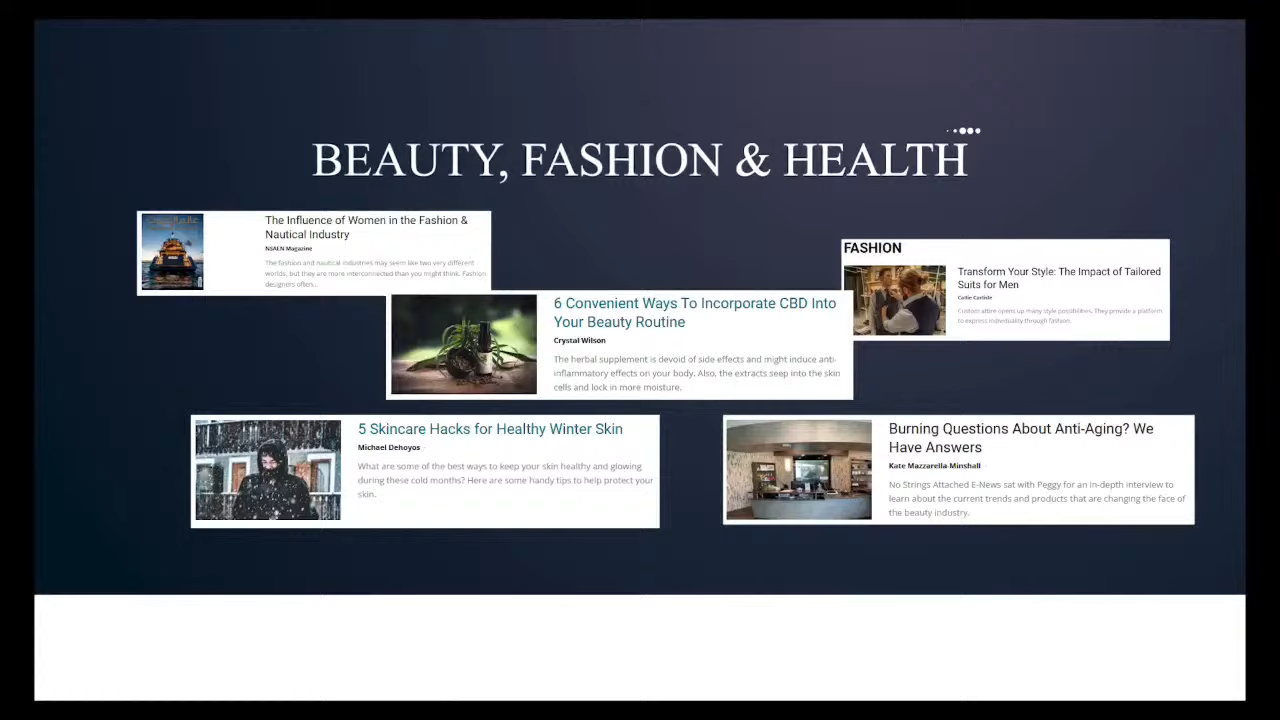 BEAUTY, FASHION & HEALTH
The Influence of Women in the Fashion &
Nautical Industry
NSAEN Magazine
The fashion and nautical industries may seem like two very different
worlds, but they are more interconnected than you might think. Fashion
designers often...
FASHION
Transform Your Style: The Impact of Tailored
Suits for Men
Catie Carlisle
Custom attire opens up many style possibilities. They provide a platform
to express individuality through fashion.
6 Convenient Ways To Incorporate CBD Into
Your Beauty Routine
Crystal Wilson
The herbal supplement is devoid of side effects and might induce anti-
inflammatory effects on your body. Also, the extracts seep into the skin
cells and lock in more moisture.
5 Skincare Hacks for Healthy Winter Skin
Michael Dehoyos -
What are some of the best ways to keep your skin healthy and glowing
during these cold months? Here are some handy tips to help protect your
skin.
Burning Questions About Anti-Aging? We
Have Answers
Kate Mazzarella-Minshall -
No Strings Attached E-News sat with Peggy for an in-depth interview to
learn about the current trends and products that are changing the face of
the beauty industry.